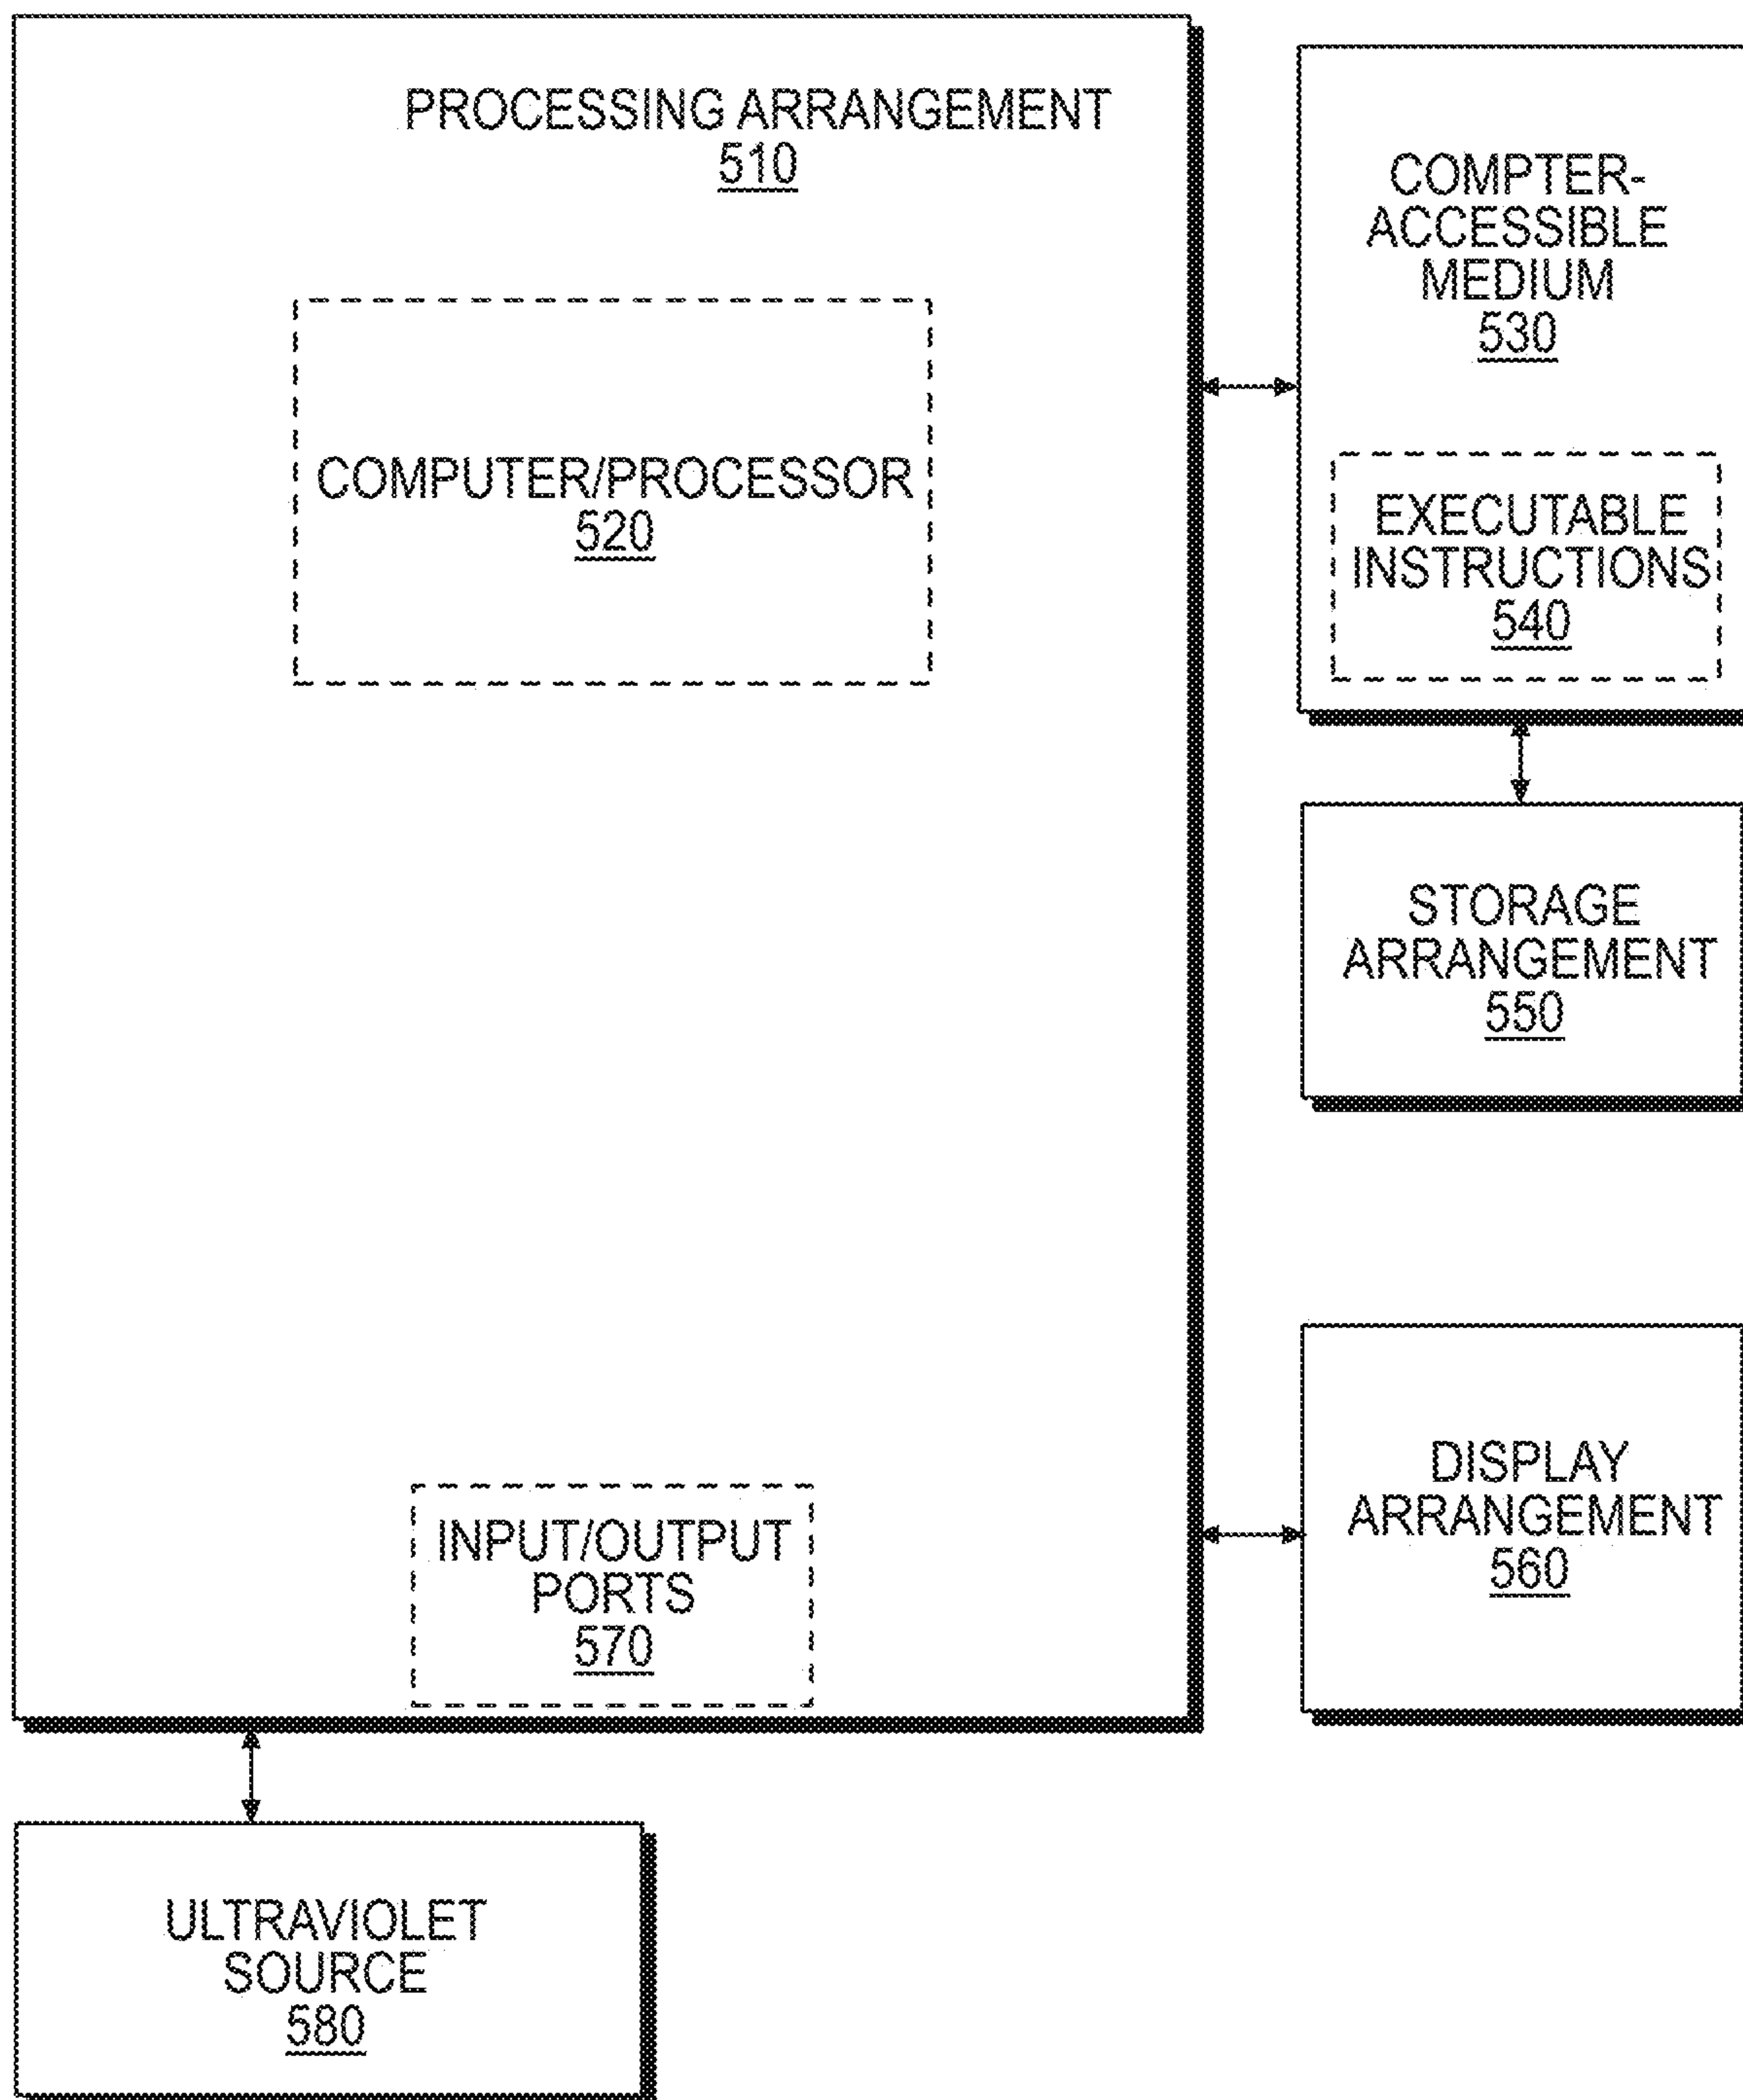 PROCESSING ARRANGEMENT
510
COMPUTER/PROCESSOR
520
COMPTER-
ACCESSIBLE
MEDIUM
530
EXECUTABLE
INSTRUCTIONS
540
STORAGE
ARRANGEMENT
550
DISPLAY
ARRANGEMENT
560
INPUT/OUTPUT
PORTS
570
ULTRAVIOLET
SOURCE
580